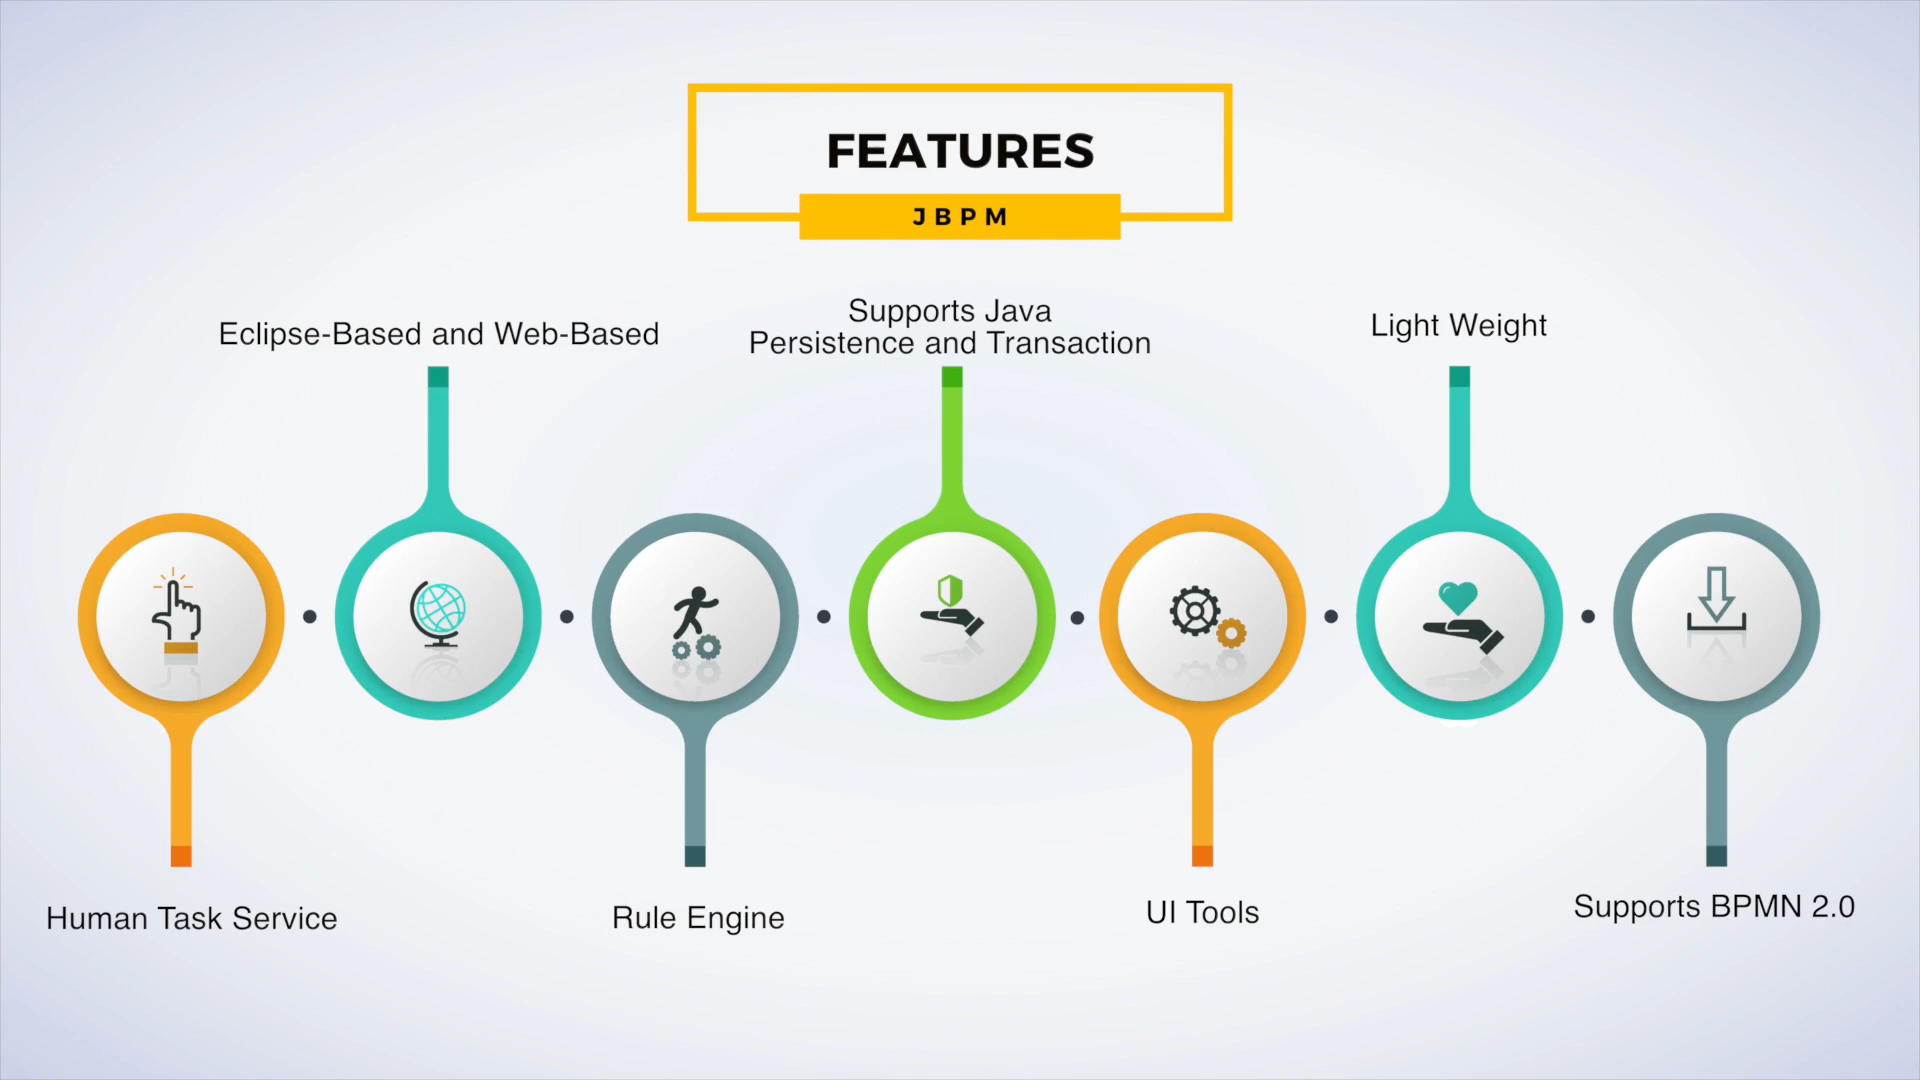 FEATURES
JBPM
Eclipse-Based and Web-Based
Supports Java
Persistence and Transaction
Light Weight
Human Task Service
Rule Engine
UI Tools
Supports BPMN 2.0